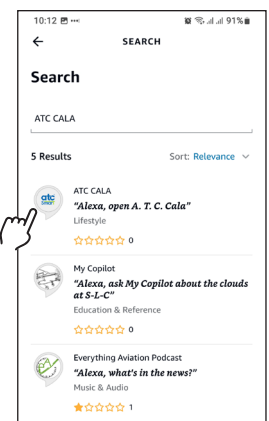 10:12
91%
SEARCH
Search
ATC CALA
5 Results Sort: Relevance
atc
Smart
ATC CALA
"Alexa, open A. T. C. Cala"
Lifestyle
0
My Copilot
"Alexa, ask My Copilot about the clouds
at S-L-C"
Education & Reference
0
Everything Aviation Podcast
"Alexa, what's in the news?"
Music & Audio
1